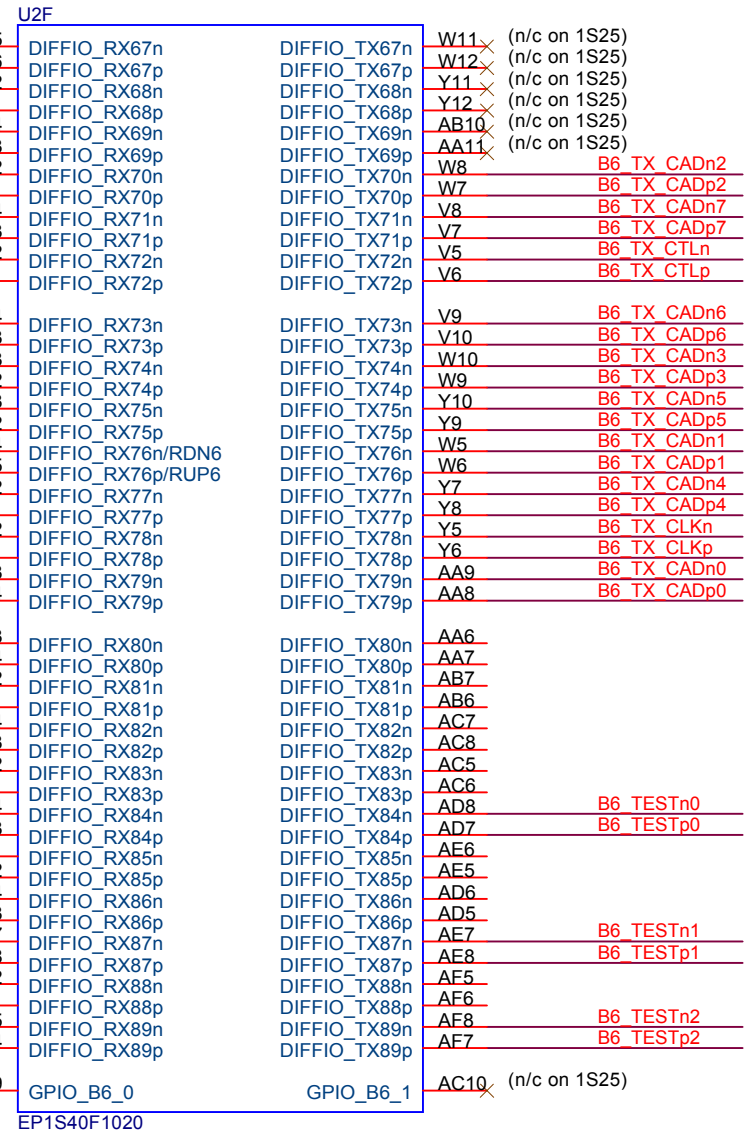 U2F
DIFFIO_RX67n DIFFIO_TX67n W11 (n/c on 1S25)
DIFFIO_RX67p DIFFIO_TX67p W12 (n/c on 1S25)
DIFFIO_RX68n DIFFIO_TX68n Y11 (n/c on 1S25)
DIFFIO_RX68p DIFFIO_TX68p Y12 (n/c on 1S25)
DIFFIO_RX69n DIFFIO_TX69n AB10 (n/c on 1S25)
DIFFIO_RX69p DIFFIO_TX69p AA11 (n/c on 1S25)
DIFFIO_RX70n DIFFIO_TX70n W8 B6_TX_CADn2
DIFFIO_RX70p DIFFIO_TX70p W7 B6_TX_CADp2
DIFFIO_RX71n DIFFIO_TX71n V8 B6_TX_CADn7
DIFFIO_RX71p DIFFIO_TX71p V7 B6_TX_CADp7
DIFFIO_RX72n DIFFIO_TX72n V5 B6_TX_CTLn
DIFFIO_RX72p DIFFIO_TX72p V6 B6_TX_CTLp
DIFFIO_RX73n DIFFIO_TX73n V9 B6_TX_CADn6
DIFFIO_RX73p DIFFIO_TX73p V10 B6_TX_CADp6
DIFFIO_RX74n DIFFIO_TX74n W10 B6_TX_CADn3
DIFFIO_RX74p DIFFIO_TX74p W9 B6_TX_CADp3
DIFFIO_RX75n DIFFIO_TX75n Y10 B6_TX_CADn5
DIFFIO_RX75p DIFFIO_TX75p Y9 B6_TX_CADp5
DIFFIO_RX76n/RDN6 DIFFIO_TX76n W5 B6_TX_CADn1
DIFFIO_RX76p/RUP6 DIFFIO_TX76p W6 B6_TX_CADp1
DIFFIO_RX77n DIFFIO_TX77n Y7 B6_TX_CADn4
DIFFIO_RX77p DIFFIO_TX77p Y8 B6_TX_CADp4
DIFFIO_RX78n DIFFIO_TX78n Y5 B6_TX_CLKn
DIFFIO_RX78p DIFFIO_TX78p Y6 B6_TX_CLKp
DIFFIO_RX79n DIFFIO_TX79n AA9 B6_TX_CADn0
DIFFIO_RX79p DIFFIO_TX79p AA8 B6_TX_CADp0
DIFFIO_RX80n DIFFIO_TX80n AA6
DIFFIO_RX80p DIFFIO_TX80p AA7
DIFFIO_RX81n DIFFIO_TX81n AB7
DIFFIO_RX81p DIFFIO_TX81p AB6
DIFFIO_RX82n DIFFIO_TX82n AC7
DIFFIO_RX82p DIFFIO_TX82p AC8
DIFFIO_RX83n DIFFIO_TX83n AC5
DIFFIO_RX83p DIFFIO_TX83p AC6
DIFFIO_RX84n DIFFIO_TX84n AD8 B6_TESTn0
DIFFIO_RX84p DIFFIO_TX84p AD7 B6_TESTp0
DIFFIO_RX85n DIFFIO_TX85n AE6
DIFFIO_RX85p DIFFIO_TX85p AE5
DIFFIO_RX86n DIFFIO_TX86n AD6
DIFFIO_RX86p DIFFIO_TX86p AD5
DIFFIO_RX87n DIFFIO_TX87n AE7 B6_TESTn1
DIFFIO_RX87p DIFFIO_TX87p AE8 B6_TESTp1
DIFFIO_RX88n DIFFIO_TX88n AF5
DIFFIO_RX88p DIFFIO_TX88p AF6
DIFFIO_RX89n DIFFIO_TX89n AF8 B6_TESTn2
DIFFIO_RX89p DIFFIO_TX89p AF7 B6_TESTp2
GPIO_B6_0 GPIO_B6_1 AC10 (n/c on 1S25)
EP1S40F1020